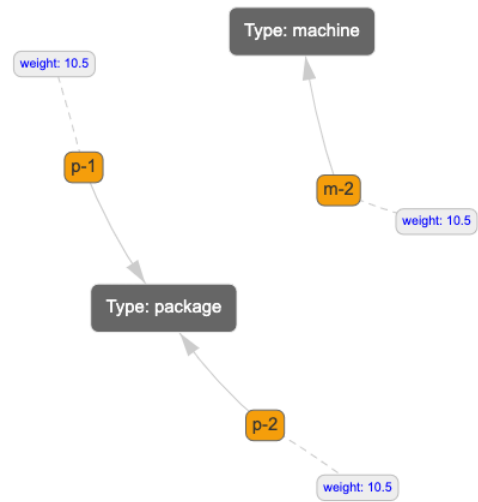 Type: machine
weight: 10.5
p-1
m-2
weight: 10.5
Type: package
p-2
weight: 10.5